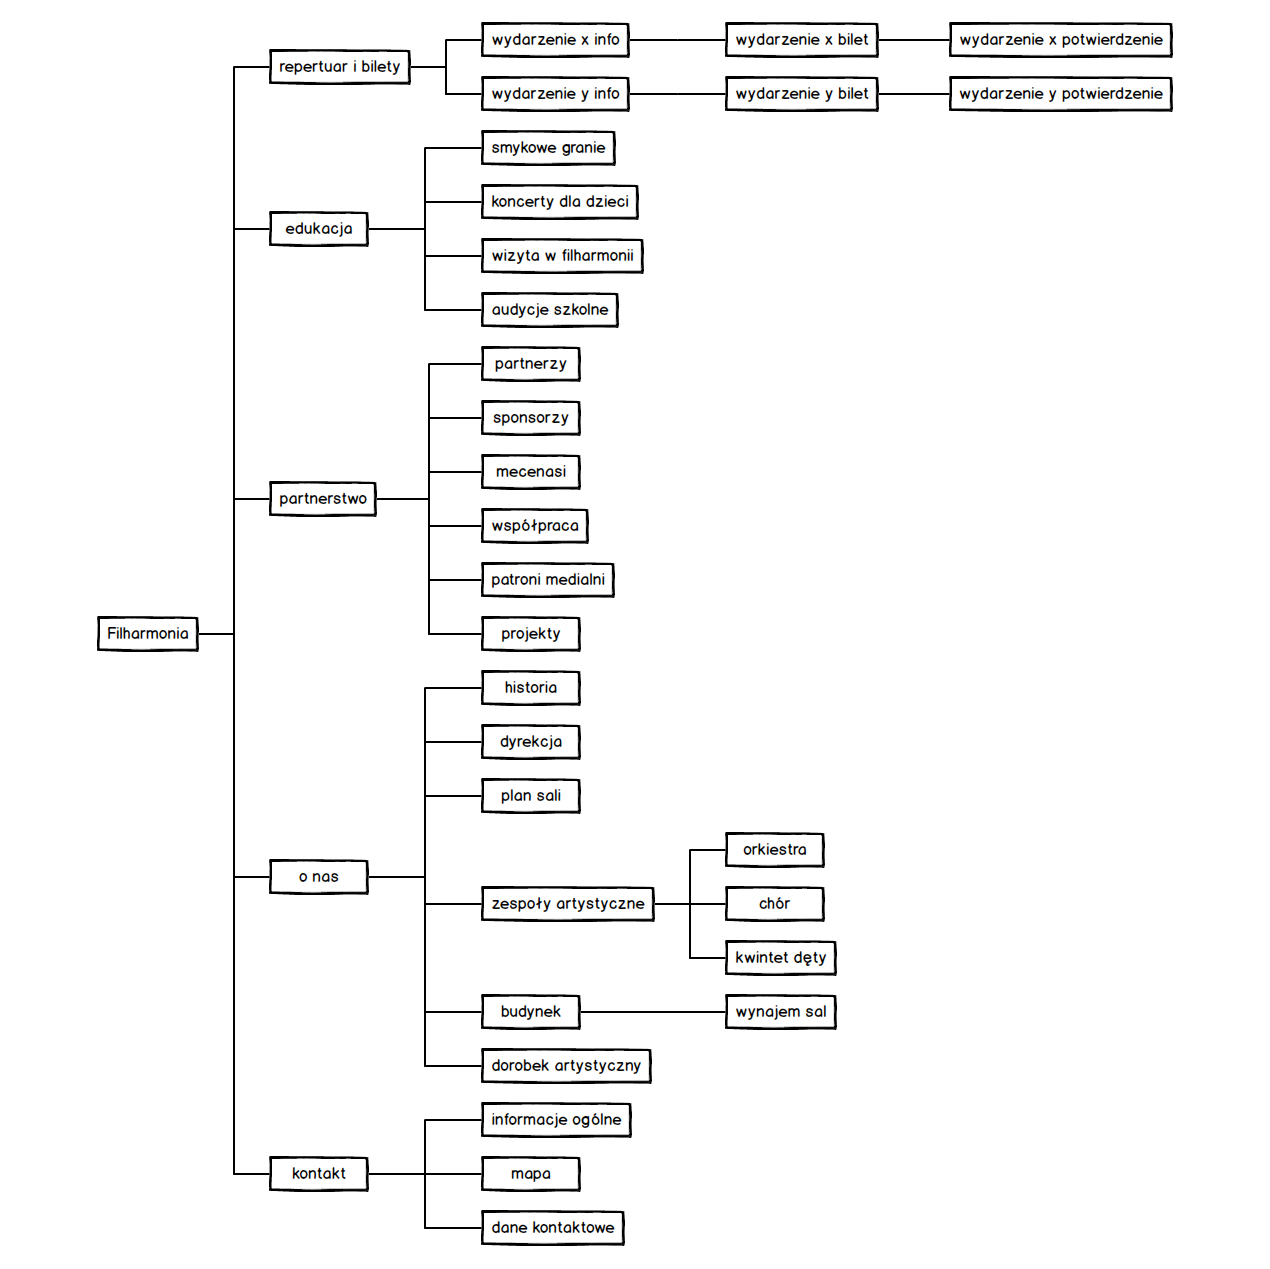 wydarzenie x info
wydarzenie x bilet
wydarzenie x potwierdzenie
repertuar i bilety
wydarzenie y info
wydarzenie y bilet
wydarzenie y potwierdzenie
smykowe granie
koncerty dla dzieci
edukacja
wizyta w filharmonii
audycje szkolne
partnerzy
sponsorzy
mecenasi
partnerstwo
współpraca
patroni medialni
Filharmonia
projekty
historia
dyrekcja
plan sali
orkiestra
o nas
zespoły artystyczne
chór
kwintet dęty
budynek
wynajem sal
dorobek artystyczny
informacje ogólne
kontakt
mapa
dane kontaktowe